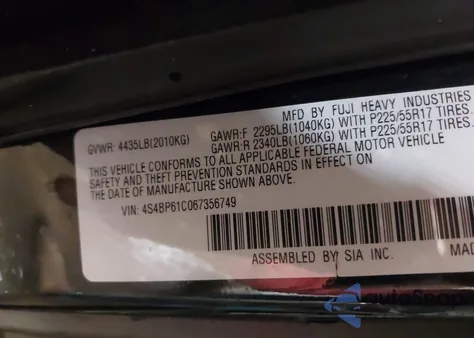 MFD BY FUJI HEAVY INDUSTRIES
GVWR: 4435LB(2010KG)
GAWR:F 2295LB(1040KG) WITH P225/55R17 TIRES,
GAWR:R 2340LB(1060KG) WITH P225/55R17 TIRES,
THIS VEHICLE CONFORMS TO ALL APPLICABLE FEDERAL MOTOR VEHICLE
SAFETY AND THEFT PREVENTION STANDARDS IN EFFECT ON
THE DATE OF MANUFACTURE SHOWN ABOVE.
VIN: 4S4BP61C067356749
ASSEMBLED BY SIA INC.
autoSnap